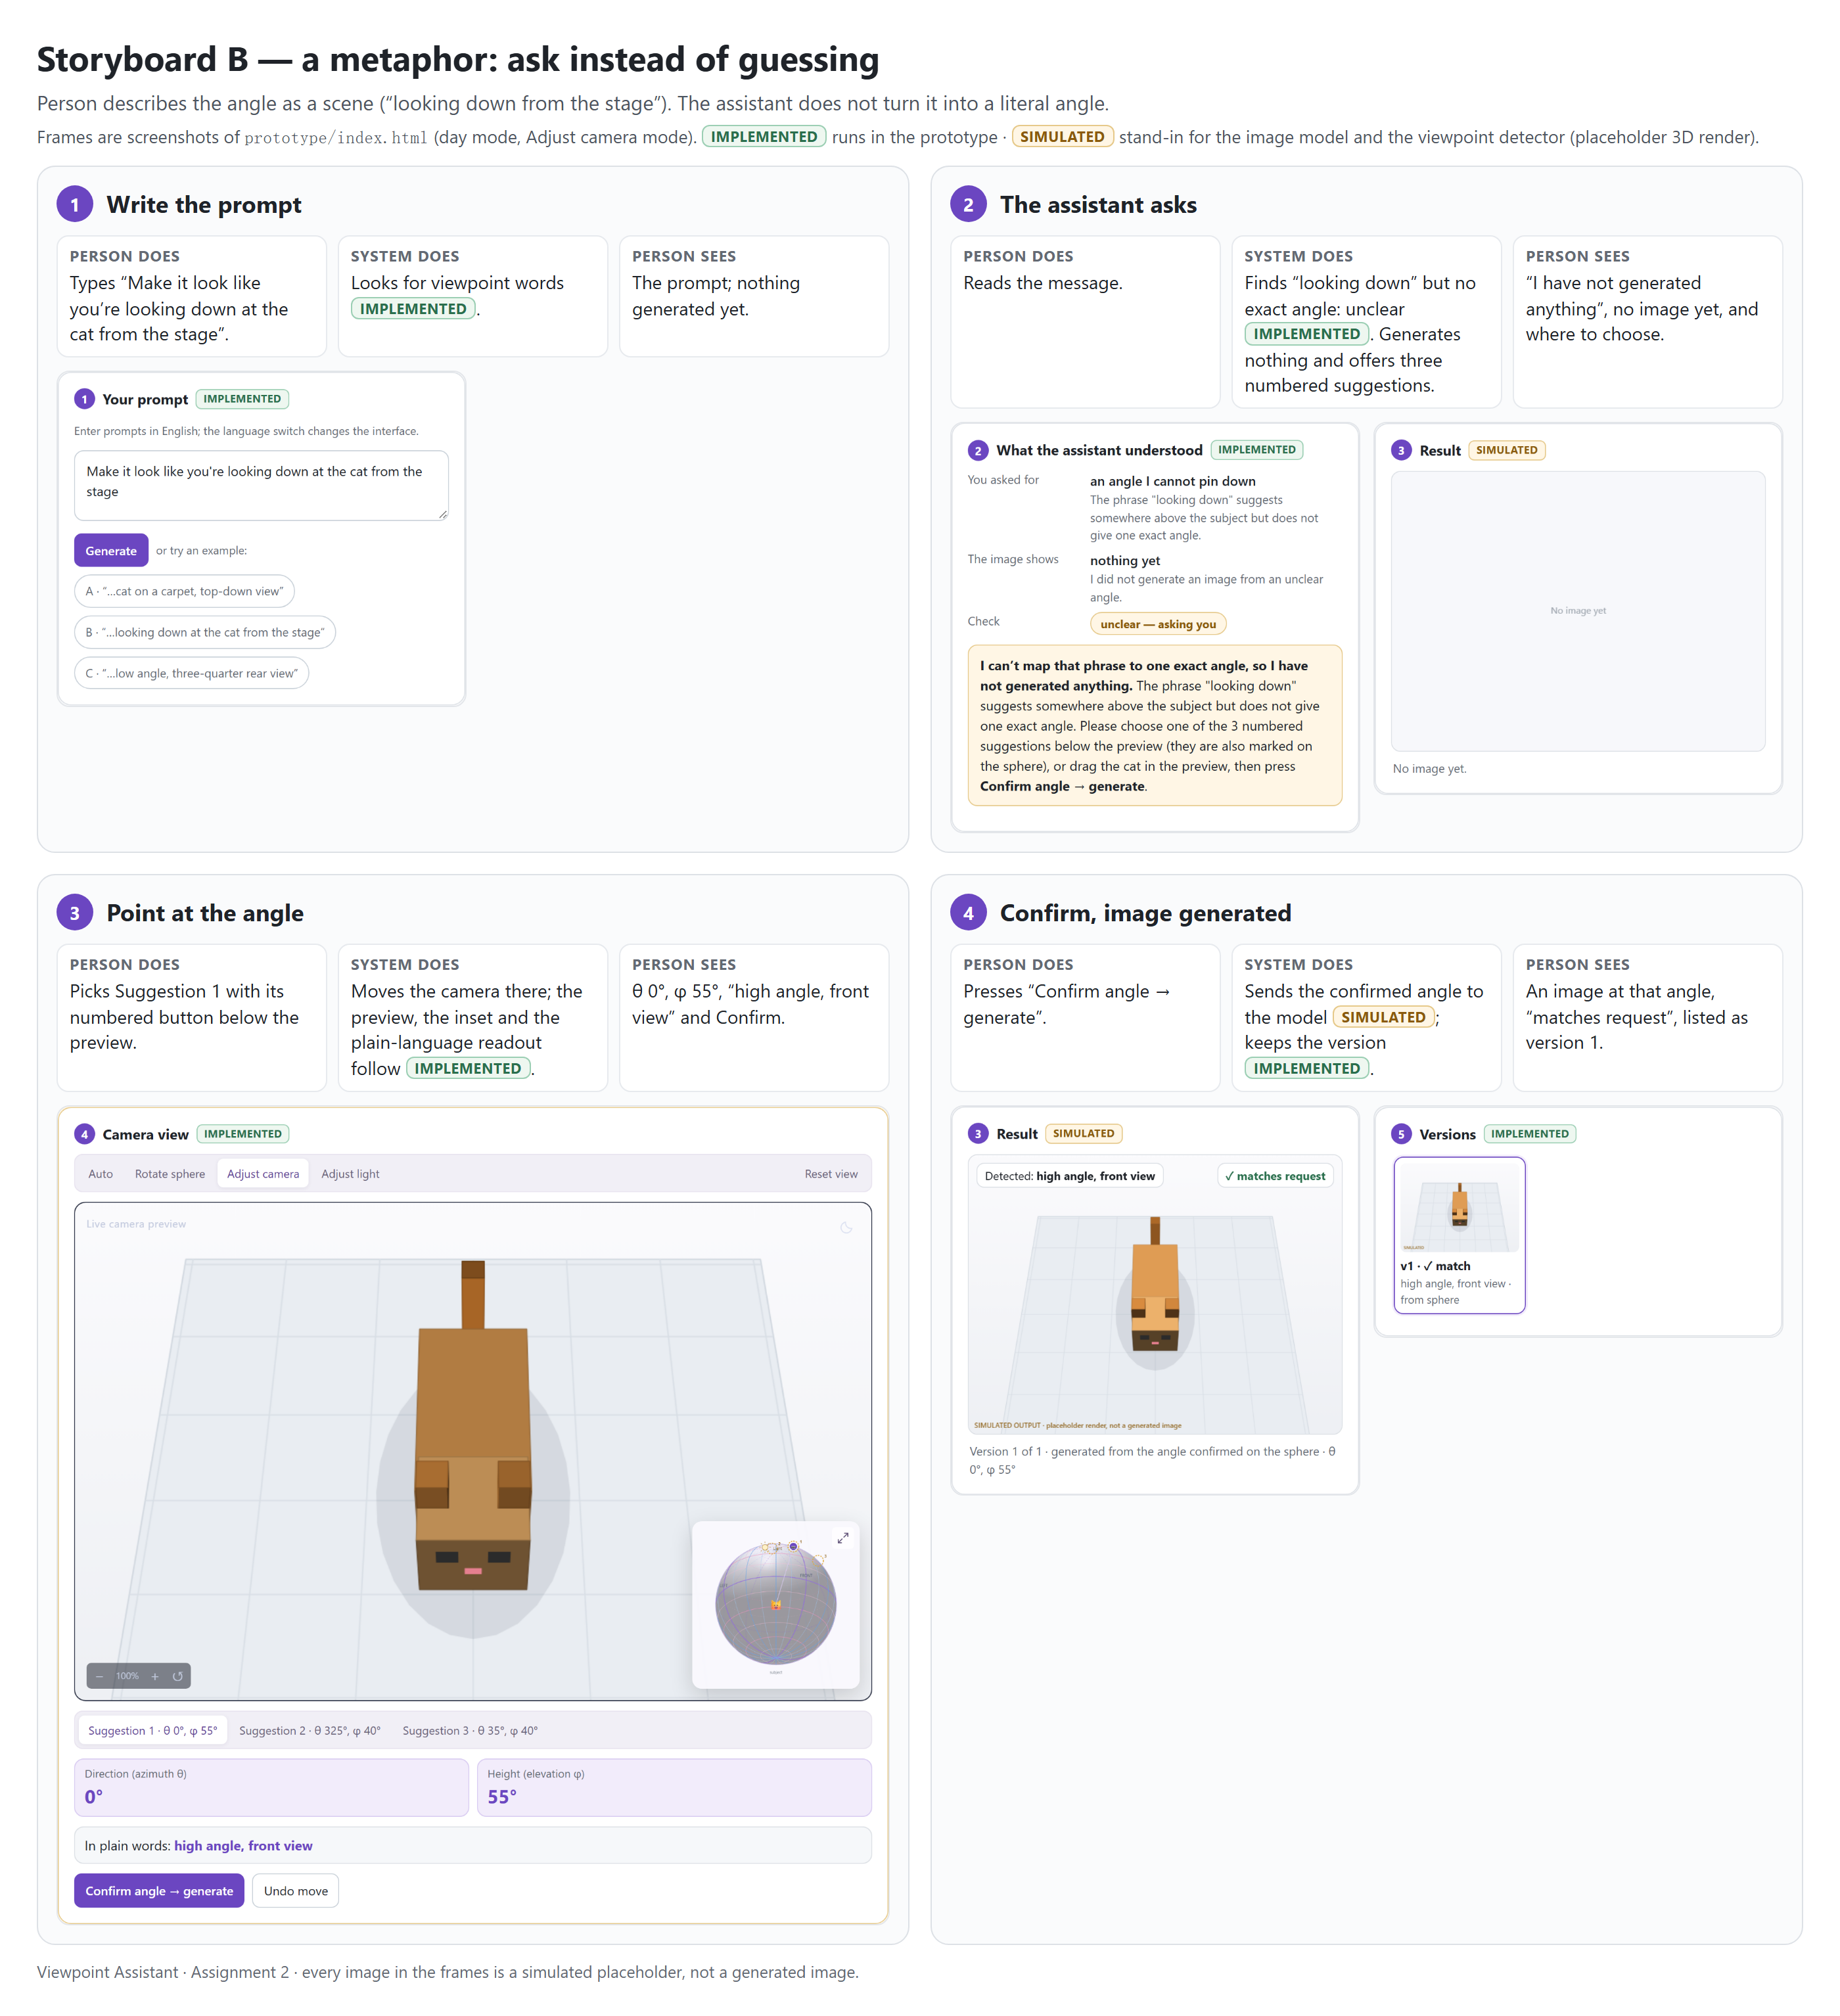 Storyboard B — a metaphor: ask instead of guessing
Person describes the angle as a scene (“looking down from the stage”). The assistant does not turn it into a literal angle.
Frames are screenshots of prototype/index.html (day mode, Adjust camera mode). IMPLEMENTED runs in the prototype · SIMULATED stand-in for the image model and the viewpoint detector (placeholder 3D render).
1 Write the prompt
PERSON DOES
Types “Make it look like
you’re looking down at the
cat from the stage”.
SYSTEM DOES
Looks for viewpoint words
IMPLEMENTED.
PERSON SEES
The prompt; nothing
generated yet.
1 Your prompt IMPLEMENTED
Enter prompts in English; the language switch changes the interface.
Make it look like you're looking down at the cat from the
stage
Generate or try an example:
A · “…cat on a carpet, top-down view”
B · “…looking down at the cat from the stage”
C · “…low angle, three-quarter rear view”
2 The assistant asks
PERSON DOES
Reads the message.
SYSTEM DOES
Finds “looking down” but no
exact angle: unclear
IMPLEMENTED. Generates
nothing and offers three
numbered suggestions.
PERSON SEES
“I have not generated
anything”, no image yet, and
where to choose.
2 What the assistant understood IMPLEMENTED
You asked for an angle I cannot pin down
The phrase "looking down" suggests
somewhere above the subject but does not
give one exact angle.
The image shows nothing yet
I did not generate an image from an unclear
angle.
Check unclear — asking you
I can’t map that phrase to one exact angle, so I have
not generated anything. The phrase "looking down"
suggests somewhere above the subject but does not give
one exact angle. Please choose one of the 3 numbered
suggestions below the preview (they are also marked on
the sphere), or drag the cat in the preview, then press
Confirm angle → generate.
3 Result SIMULATED
No image yet
No image yet.
3 Point at the angle
PERSON DOES
Picks Suggestion 1 with its
numbered button below the
preview.
SYSTEM DOES
Moves the camera there; the
preview, the inset and the
plain-language readout
follow IMPLEMENTED.
PERSON SEES
θ 0°, φ 55°, “high angle, front
view” and Confirm.
4 Camera view IMPLEMENTED
Auto Rotate sphere Adjust camera Adjust light Reset view
Live camera preview
− 100% + ↺
Suggestion 1 · θ 0°, φ 55° Suggestion 2 · θ 325°, φ 40° Suggestion 3 · θ 35°, φ 40°
Direction (azimuth θ)
0°
Height (elevation φ)
55°
In plain words: high angle, front view
Confirm angle → generate Undo move
4 Confirm, image generated
PERSON DOES
Presses “Confirm angle →
generate”.
SYSTEM DOES
Sends the confirmed angle to
the model SIMULATED;
keeps the version
IMPLEMENTED.
PERSON SEES
An image at that angle,
“matches request”, listed as
version 1.
3 Result SIMULATED
Detected: high angle, front view ✓ matches request
SIMULATED OUTPUT · placeholder render, not a generated image
Version 1 of 1 · generated from the angle confirmed on the sphere · θ
0°, φ 55°
5 Versions IMPLEMENTED
SIMULATED
v1 · ✓ match
high angle, front view ·
from sphere
Viewpoint Assistant · Assignment 2 · every image in the frames is a simulated placeholder, not a generated image.